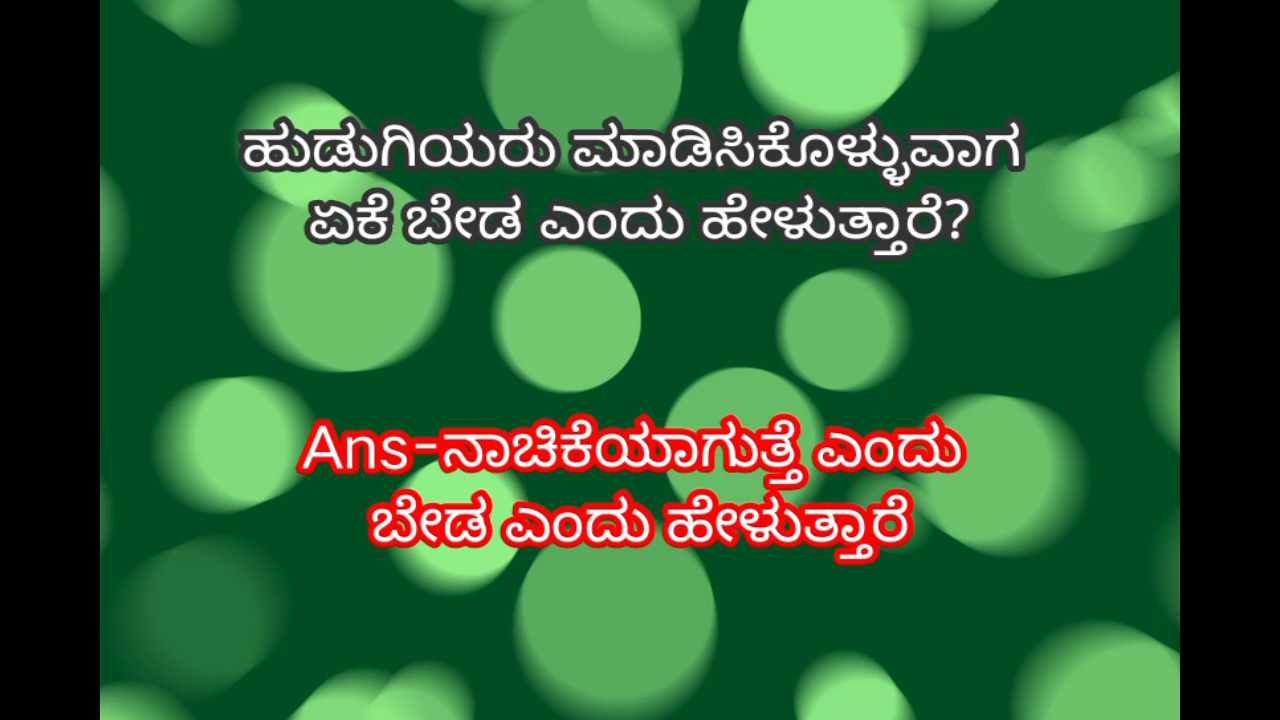 ಹುಡುಗಿಯರು ಮಾಡಿಸಿಕೊಳ್ಳುವಾಗ
ಏಕೆ ಬೇಡ ಎಂದು ಹೇಳುತ್ತಾರೆ?
Ans-ನಾಚಿಕೆಯಾಗುತ್ತೆ ಎಂದು
ಬೇಡ ಎಂದು ಹೇಳುತ್ತಾರೆ